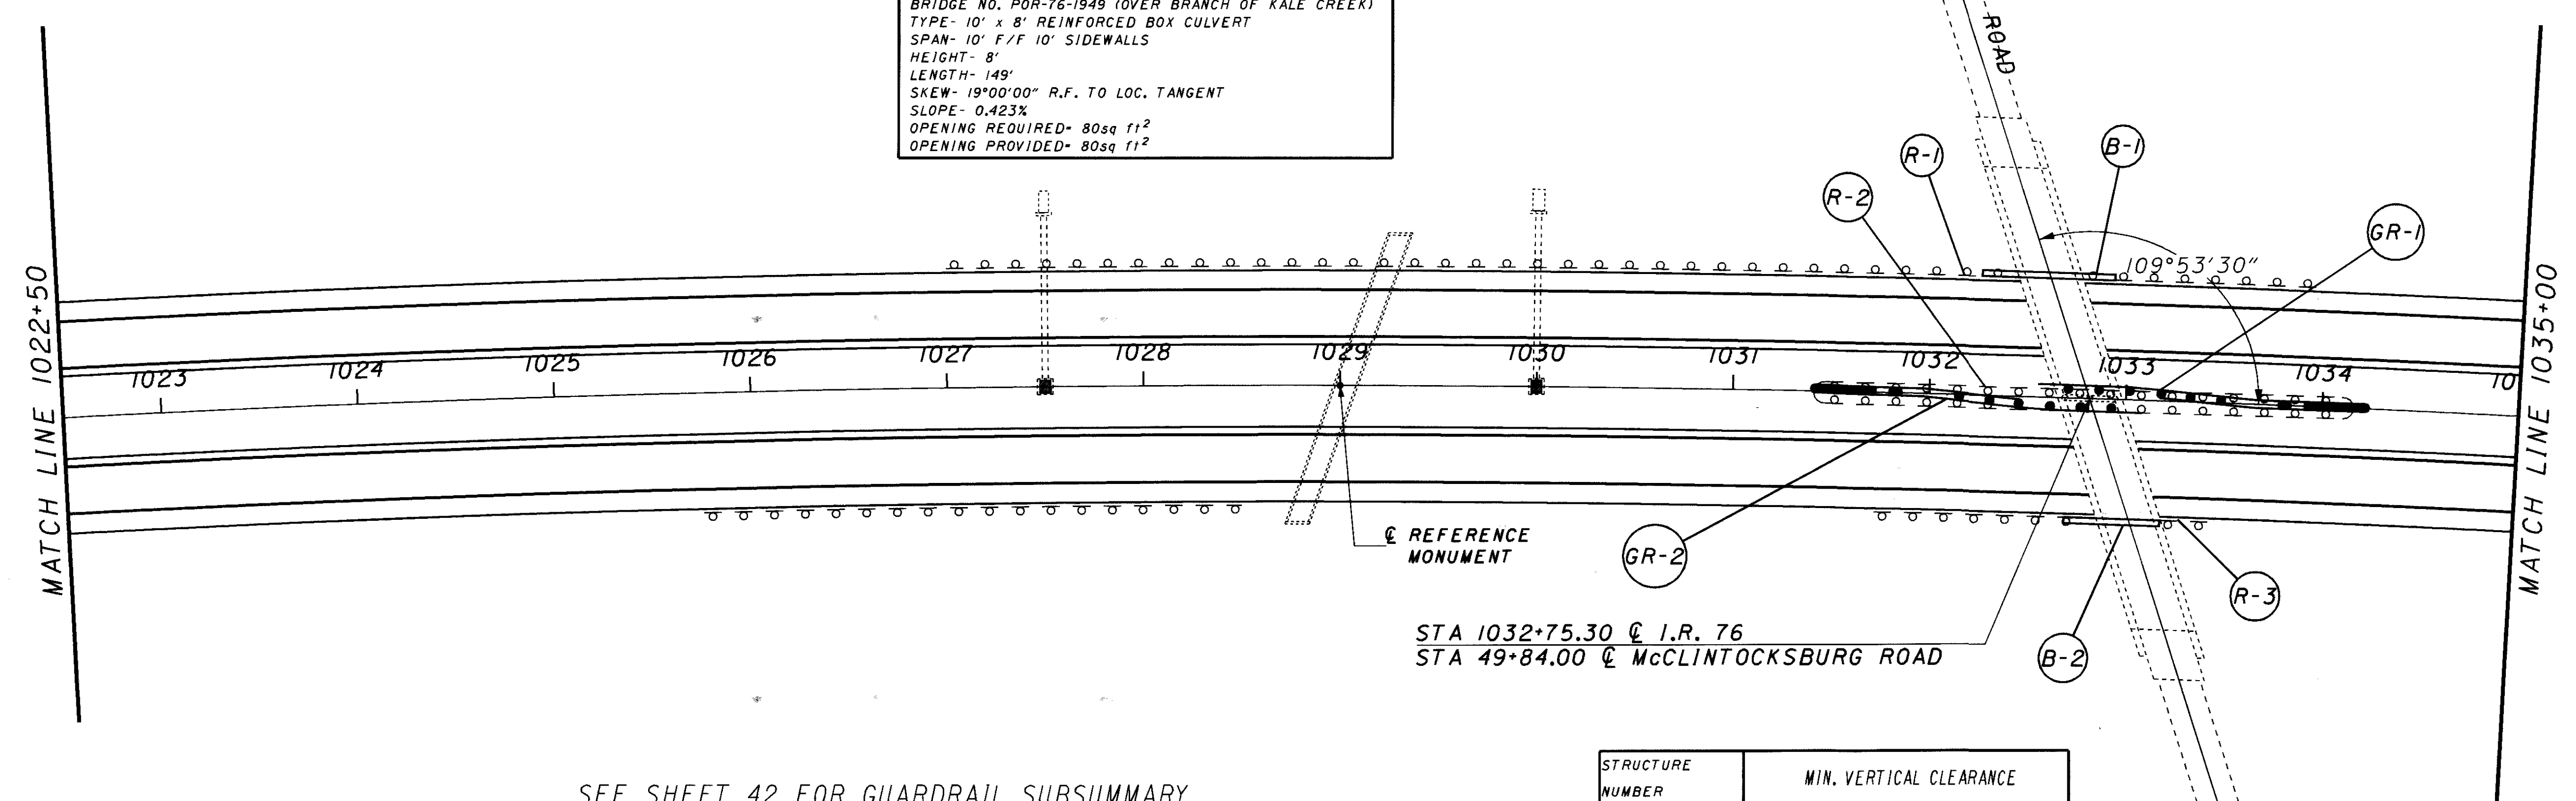 BRIDGE NO. POR-76-1949 (OVER BRANCH OF KALE CREEK)
TYPE- 10' x 8' REINFORCED BOX CULVERT
SPAN- 10' F/F 10' SIDEWALLS
HEIGHT- 8'
LENGTH- 149'
SKEW- 19°00'00" R.F. TO LOC. TANGENT
SLOPE- 0.423%
OPENING REQUIRED= 80sq ft²
OPENING PROVIDED= 80sq ft²
ROAD
R-1
B-1
R-2
GR-1
109°53'30"
MATCH LINE 1022+50
MATCH LINE 1035+00
1023
1024
1025
1026
1027
1028
1029
1030
1031
1032
1033
1034
10
℄ REFERENCE
MONUMENT
GR-2
R-3
B-2
STA 1032+75.30 ℄ I.R. 76
STA 49+84.00 ℄ McCLINTOCKSBURG ROAD
SEE SHEET 42 FOR GUARDRAIL SUBSUMMARY
STRUCTURE
NUMBER
MIN. VERTICAL CLEARANCE